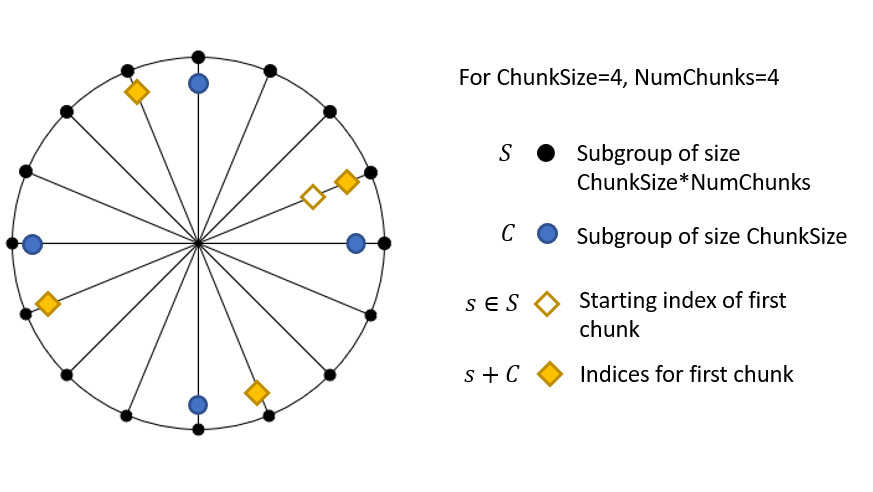 For ChunkSize=4, NumChunks=4
S Subgroup of size
ChunkSize*NumChunks
C Subgroup of size ChunkSize
s ∈ S Starting index of first
chunk
s + C Indices for first chunk